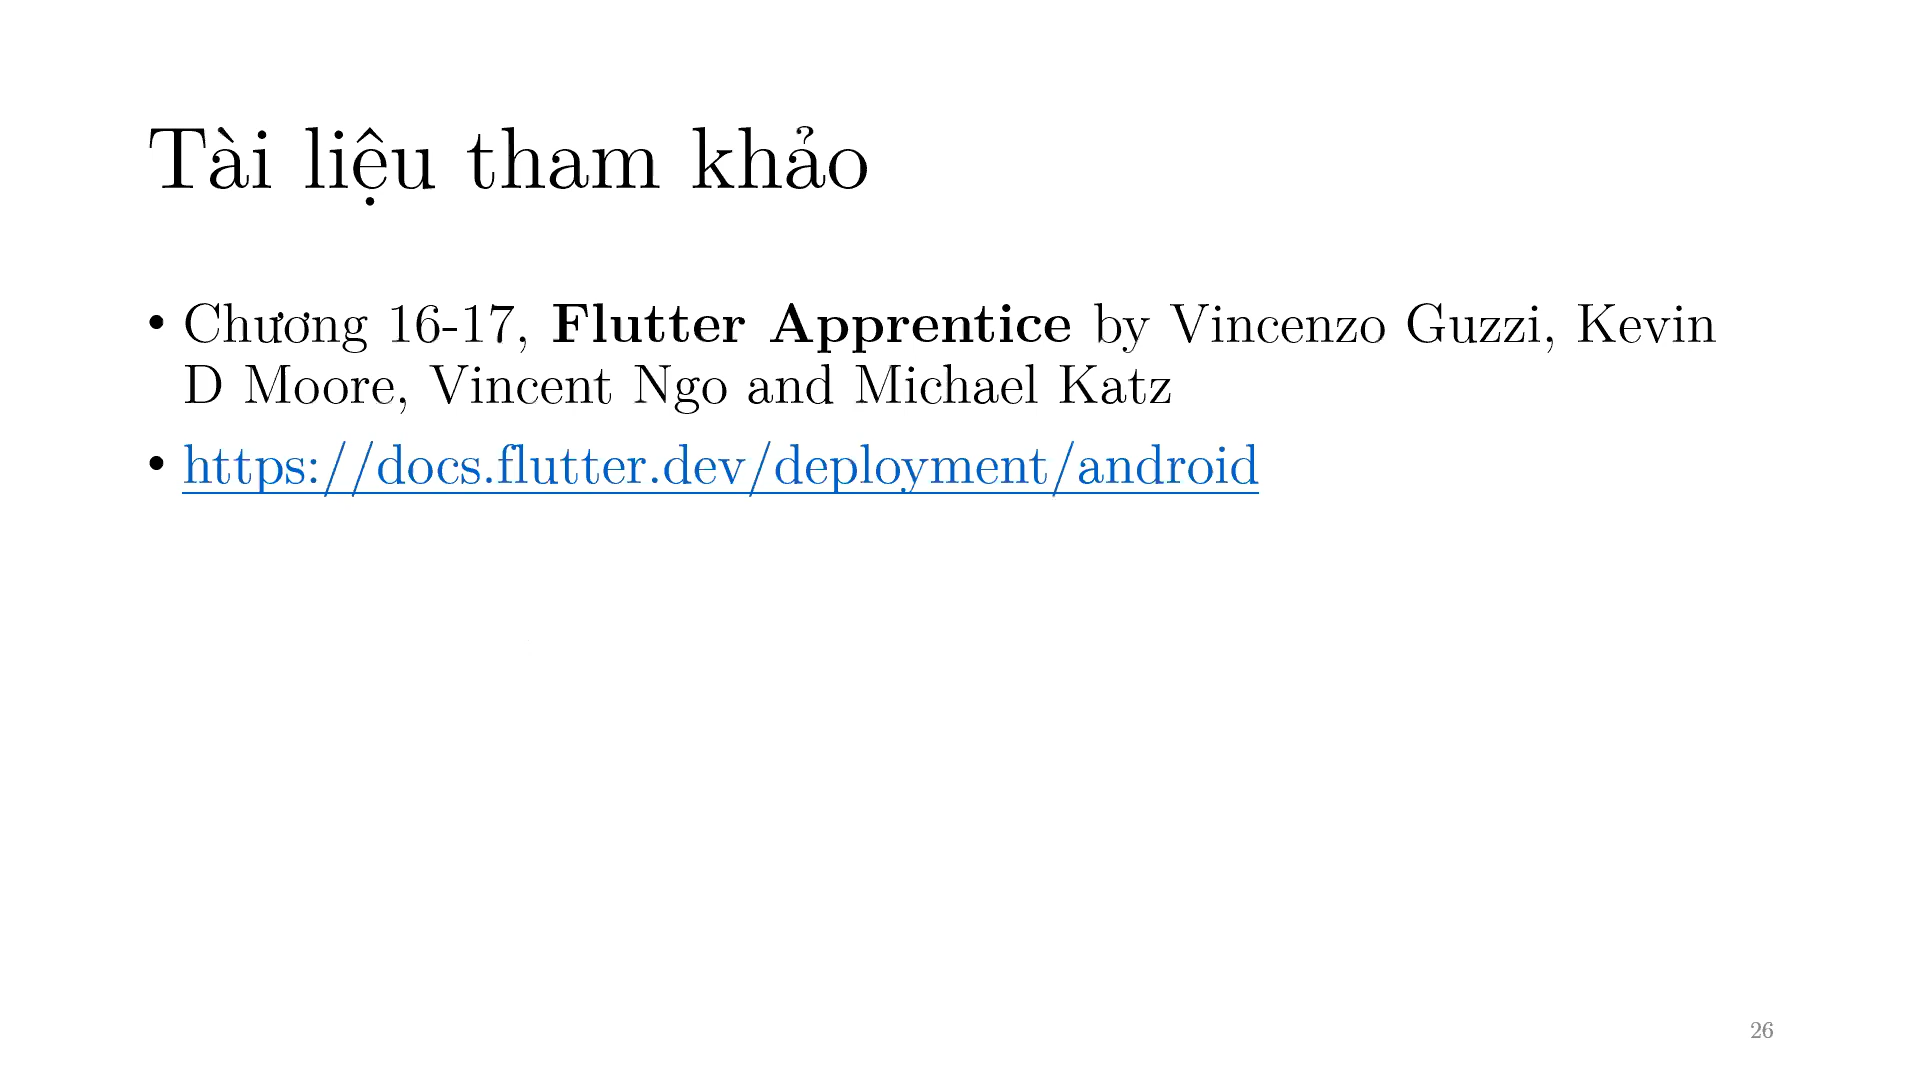 Tài liệu tham khảo
• Chương 16-17, Flutter Apprentice by Vincenzo Guzzi, Kevin
D Moore, Vincent Ngo and Michael Katz
• https://docs.flutter.dev/deployment/android
26